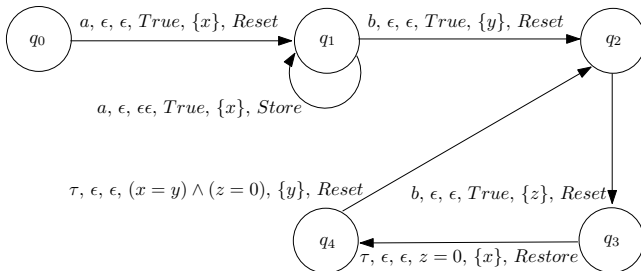 a, ϵ, ϵ, True, {x}, Reset
b, ϵ, ϵ, True, {y}, Reset
q0
q1
q2
a, ϵ, ϵϵ, True, {x}, Store
τ, ϵ, ϵ, (x = y) ∧ (z = 0), {y}, Reset
b, ϵ, ϵ, True, {z}, Reset
q4
q3
τ, ϵ, ϵ, z = 0, {x}, Restore